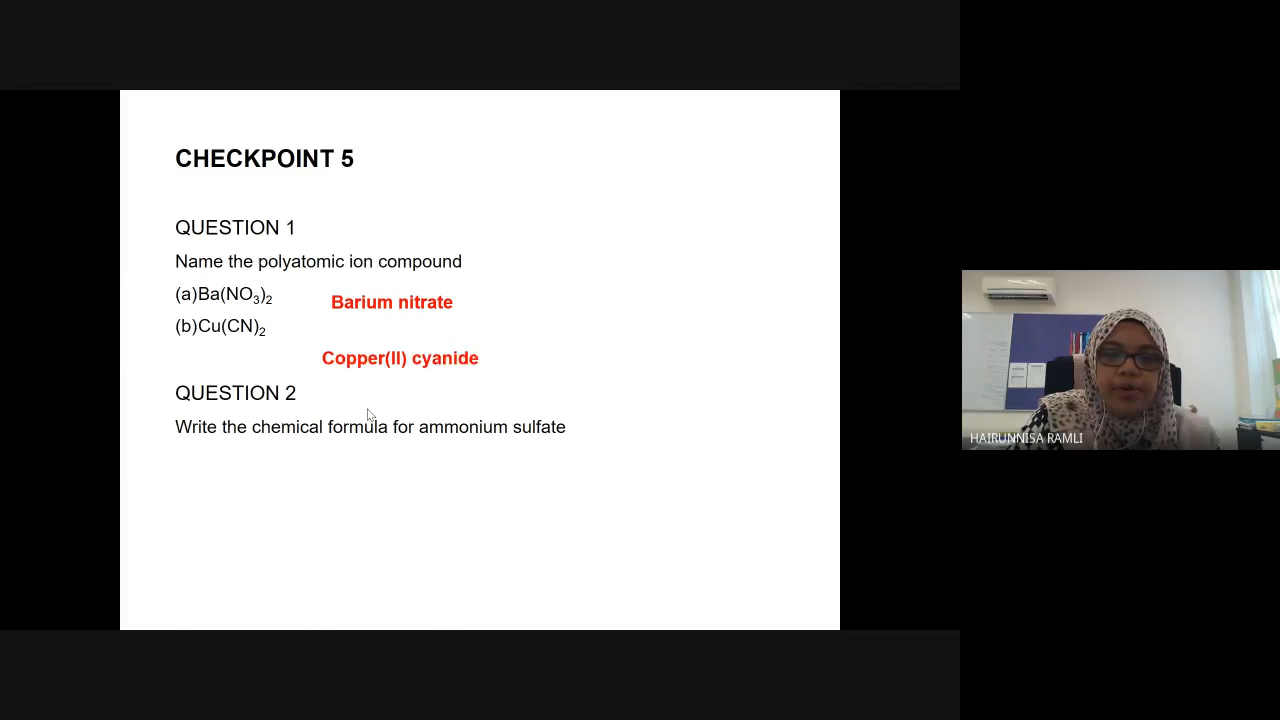 CHECKPOINT 5
QUESTION 1
Name the polyatomic ion compound
(a)Ba(NO₃)₂
Barium nitrate
(b)Cu(CN)₂
Copper(II) cyanide
QUESTION 2
Write the chemical formula for ammonium sulfate
HAIRUNNISA RAMLI